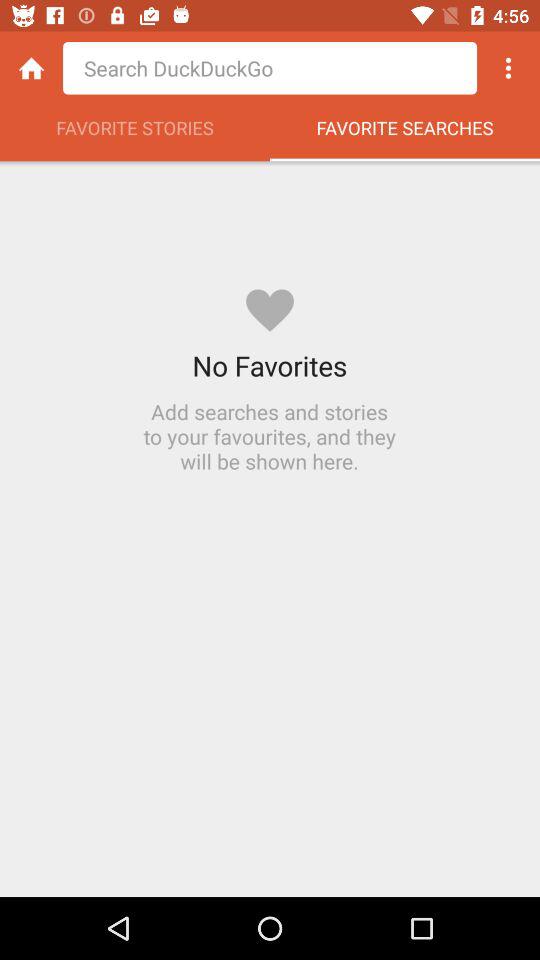 4:56
Search DuckDuckGo
FAVORITE STORIES
FAVORITE SEARCHES
No Favorites
Add searches and stories
to your favourites, and they
will be shown here.